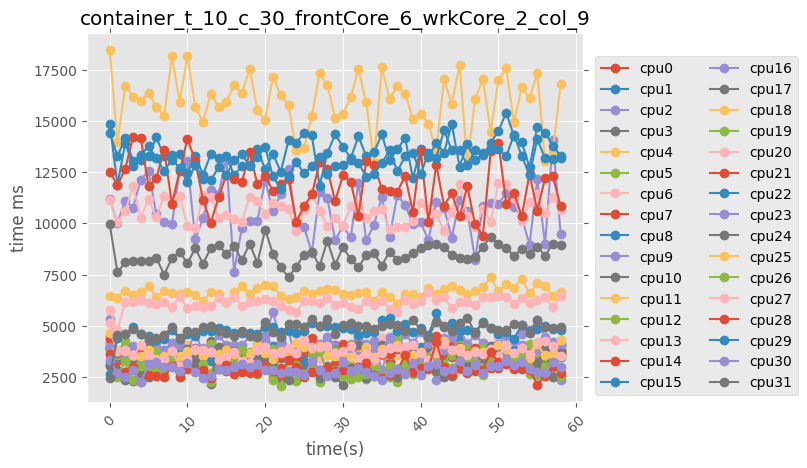 container_t_10_c_30_frontCore_6_wrkCore_2_col_9
time ms
17500
15000
12500
10000
7500
5000
2500
0
10
20
30
40
50
60
time(s)
cpu0
cpu1
cpu2
cpu3
cpu4
cpu5
cpu6
cpu7
cpu8
cpu9
cpu10
cpu11
cpu12
cpu13
cpu14
cpu15
cpu16
cpu17
cpu18
cpu19
cpu20
cpu21
cpu22
cpu23
cpu24
cpu25
cpu26
cpu27
cpu28
cpu29
cpu30
cpu31